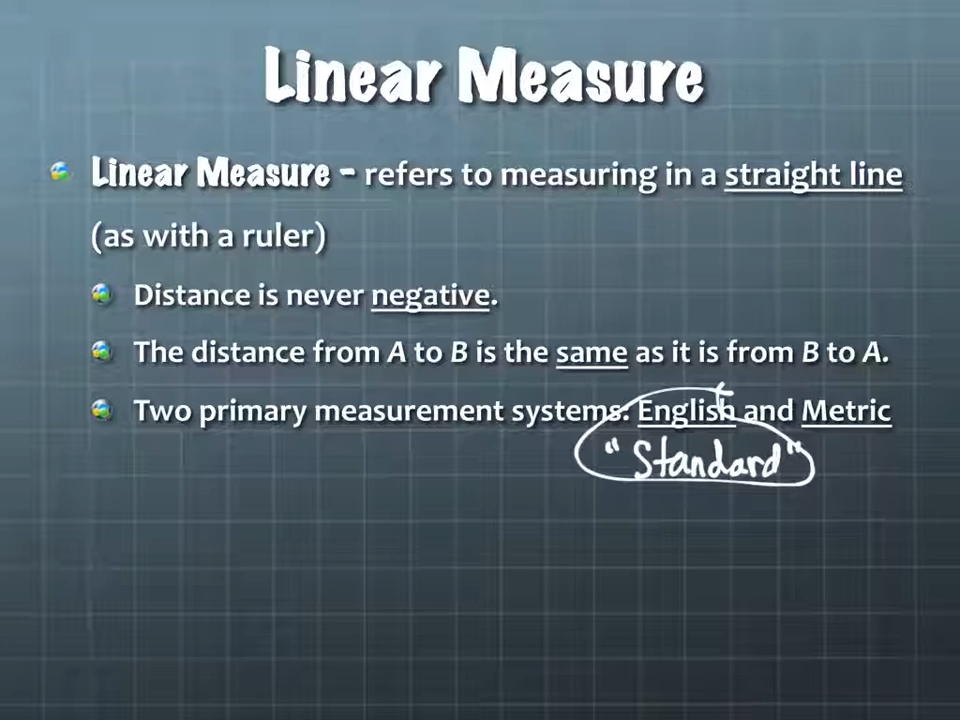 Linear Measure
Linear Measure - refers to measuring in a straight line
(as with a ruler)
Distance is never negative.
The distance from A to B is the same as it is from B to A.
Two primary measurement systems: English and Metric
"Standard"